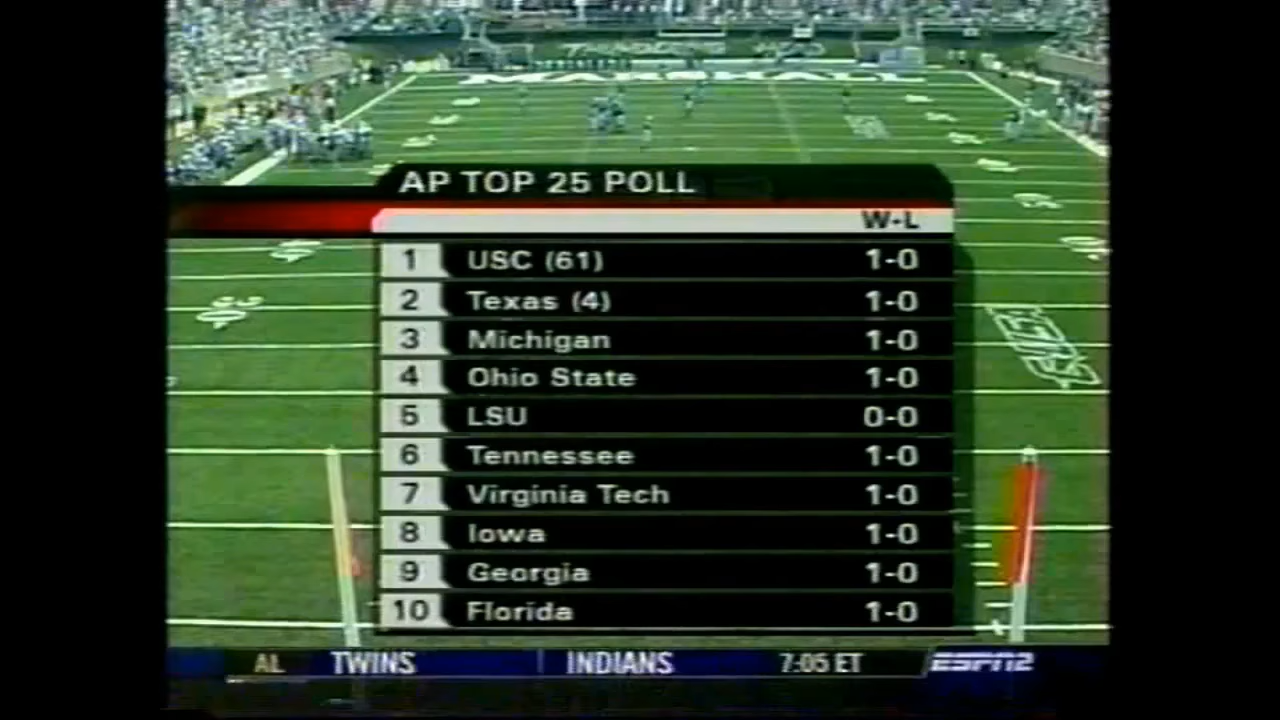 THUNDERING HERD
MARSHALL
AP TOP 25 POLL
W-L
1 USC (61) 1-0
2 Texas (4) 1-0
3 Michigan 1-0
4 Ohio State 1-0
5 LSU 0-0
6 Tennessee 1-0
7 Virginia Tech 1-0
8 Iowa 1-0
9 Georgia 1-0
10 Florida 1-0
AL TWINS INDIANS 7:05 ET ESPN2